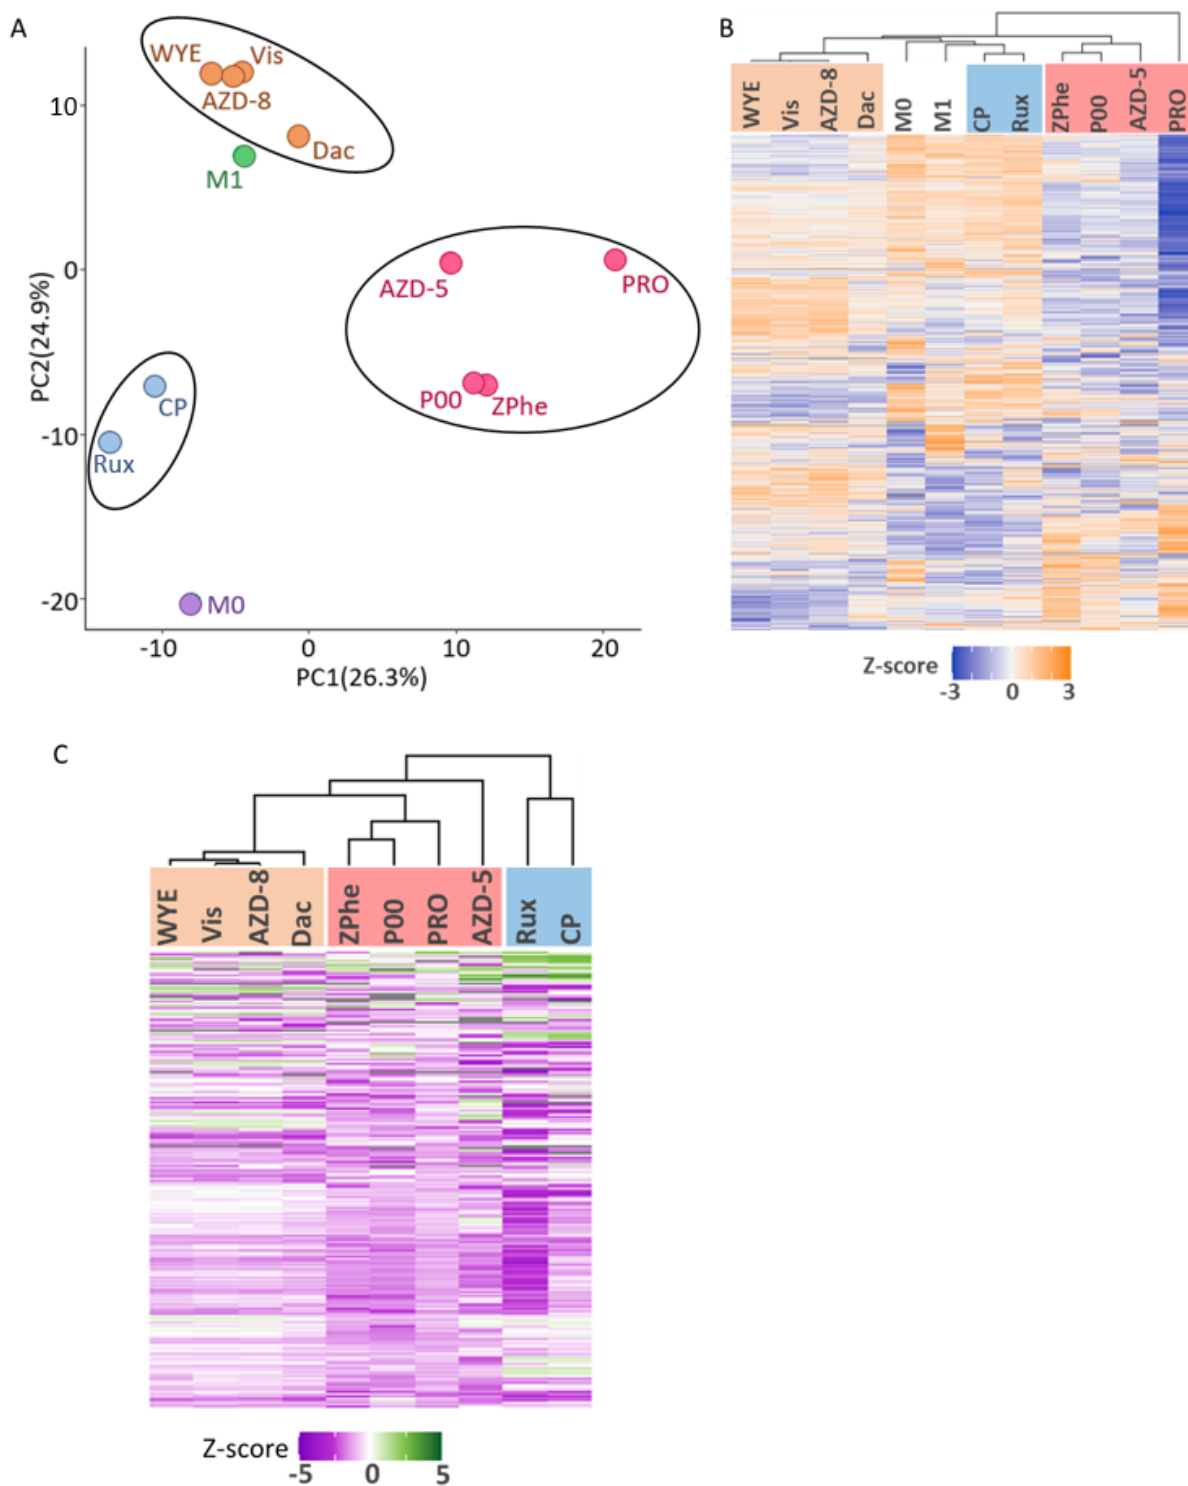 A
WYE
Vis
AZD-8
Dac
M1
AZD-5
PRO
P00
ZPhe
CP
Rux
M0
10
0
-10
-20
PC2(24.9%)
-10
0
10
20
PC1(26.3%)
B
WYE
Vis
AZD-8
Dac
M0
M1
CP
Rux
ZPhe
P00
AZD-5
PRO
Z-score
-3
0
3
C
WYE
Vis
AZD-8
Dac
ZPhe
P00
PRO
AZD-5
Rux
CP
Z-score
-5
0
5